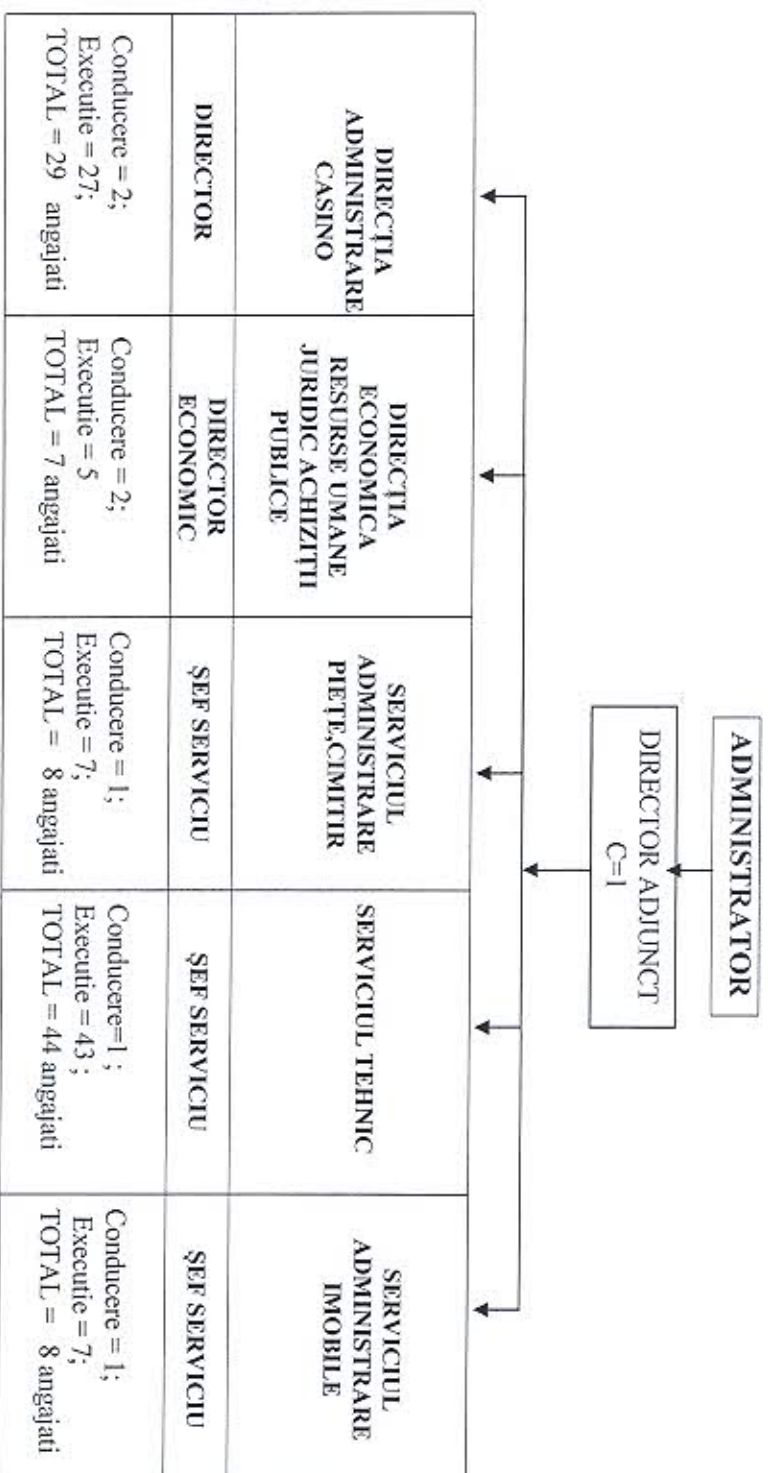 ADMINISTRATOR
DIRECTOR ADJUNCT
C=1
DIRECȚIA
ADMINISTRARE
CASINO
DIRECTOR
Conducere = 2;
Executie = 27;
TOTAL = 29 angajati
DIRECȚIA
ECONOMICA
RESURSE UMANE
JURIDIC ACHIZIȚII
PUBLICE
DIRECTOR
ECONOMIC
Conducere = 2;
Executie = 5
TOTAL = 7 angajati
SERVICIUL
ADMINISTRARE
PIEȚE,CIMITIR
ȘEF SERVICIU
Conducere = 1;
Executie = 7;
TOTAL = 8 angajati
SERVICIUL TEHNIC
ȘEF SERVICIU
Conducere=1 ;
Executie = 43 ;
TOTAL = 44 angajati
SERVICIUL
ADMINISTRARE
IMOBILE
ȘEF SERVICIU
Conducere = 1;
Executie = 7;
TOTAL = 8 angajati